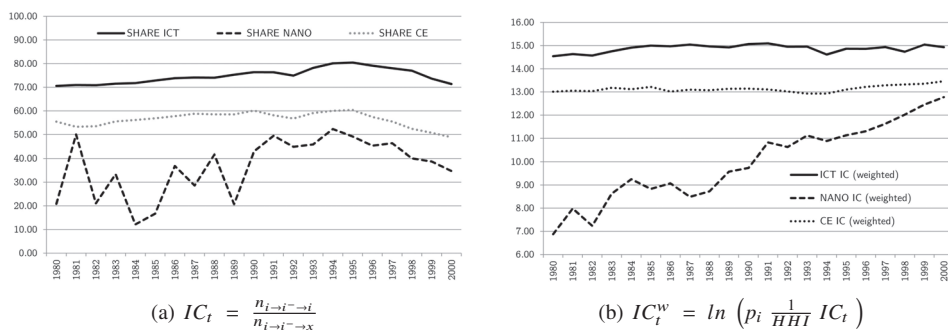 100.00
90.00
80.00
70.00
60.00
50.00
40.00
30.00
20.00
10.00
0.00
SHARE ICT SHARE NANO SHARE CE
1980 1981 1982 1983 1984 1985 1986 1987 1988 1989 1990 1991 1992 1993 1994 1995 1996 1997 1998 1999 2000
(a) IC_t = \frac{n_{i→i^-→i}}{n_{i→i^-→x}}
16.00
15.00
14.00
13.00
12.00
11.00
10.00
9.00
8.00
7.00
6.00
ICT IC (weighted)
NANO IC (weighted)
CE IC (weighted)
1980 1981 1982 1983 1984 1985 1986 1987 1988 1989 1990 1991 1992 1993 1994 1995 1996 1997 1998 1999 2000
(b) IC_t^w = ln (p_i \frac{1}{HHI} IC_t)